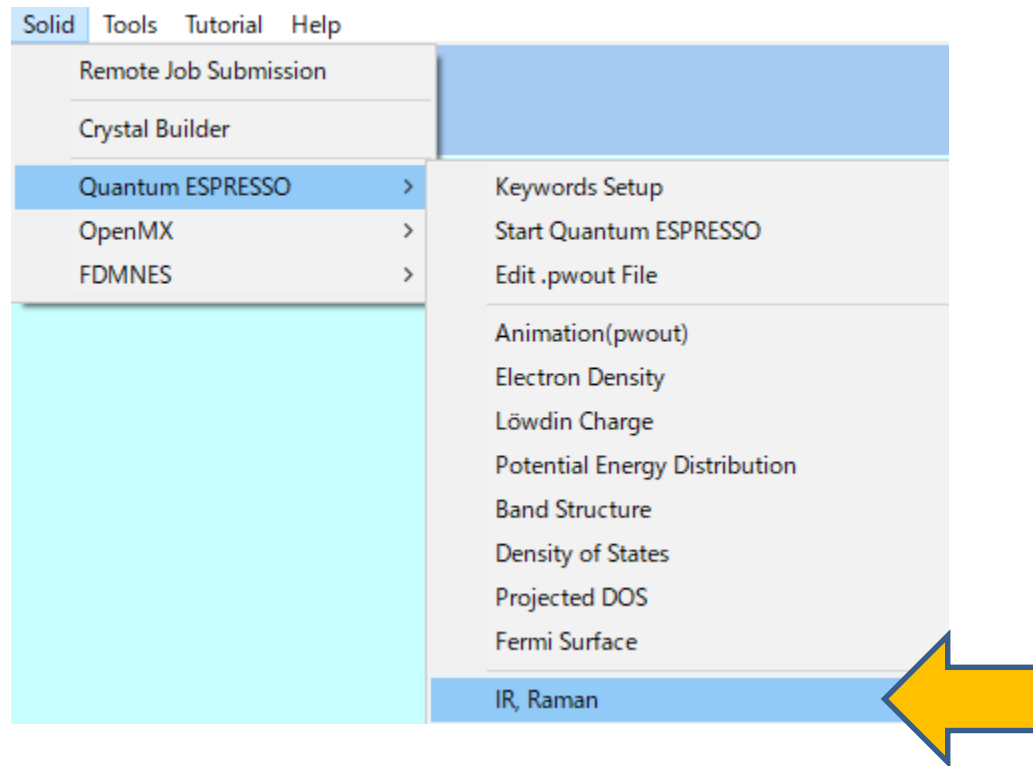 Solid Tools Tutorial Help
Remote Job Submission
Crystal Builder
Quantum ESPRESSO >
OpenMX >
FDMNES >
Keywords Setup
Start Quantum ESPRESSO
Edit .pwout File
Animation(pwout)
Electron Density
Löwdin Charge
Potential Energy Distribution
Band Structure
Density of States
Projected DOS
Fermi Surface
IR, Raman